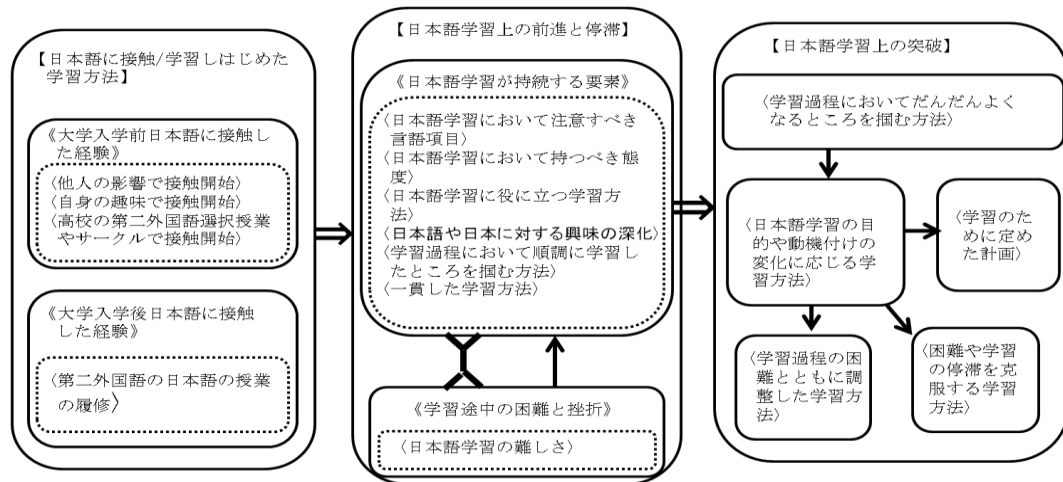 【日本語に接触/学習しはじめた
学習方法】
《大学入学前日本語に接触し
た経験》
〈他人の影響で接触開始〉
〈自身の趣味で接触開始〉
〈高校の第二外国語選択授業
やサークルで接触開始〉
《大学入学後日本語に接触
した経験》
〈第二外国語の日本語の授業
の履修〉
【日本語学習上の前進と停滞】
《日本語学習が持続する要素》
〈日本語学習において注意すべき
言語項目〉
〈日本語学習において持つべき態
度〉
〈日本語学習に役に立つ学習方
法〉
〈日本語や日本に対する興味の深化〉
〈学習過程において順調に学習し
たところを掴む方法〉
〈一貫した学習方法〉
《学習途中の困難と挫折》
〈日本語学習の難しさ〉
【日本語学習上の突破】
〈学習過程においてだんだんよく
なるところを掴む方法〉
〈日本語学習の目
的や動機付けの
変化に応じる学
習方法〉
〈学習のた
めに定め
た計画〉
〈学習過程の困
難とともに調
整した学習方
法〉
〈困難や学習
の停滞を克
服する学習
方法〉